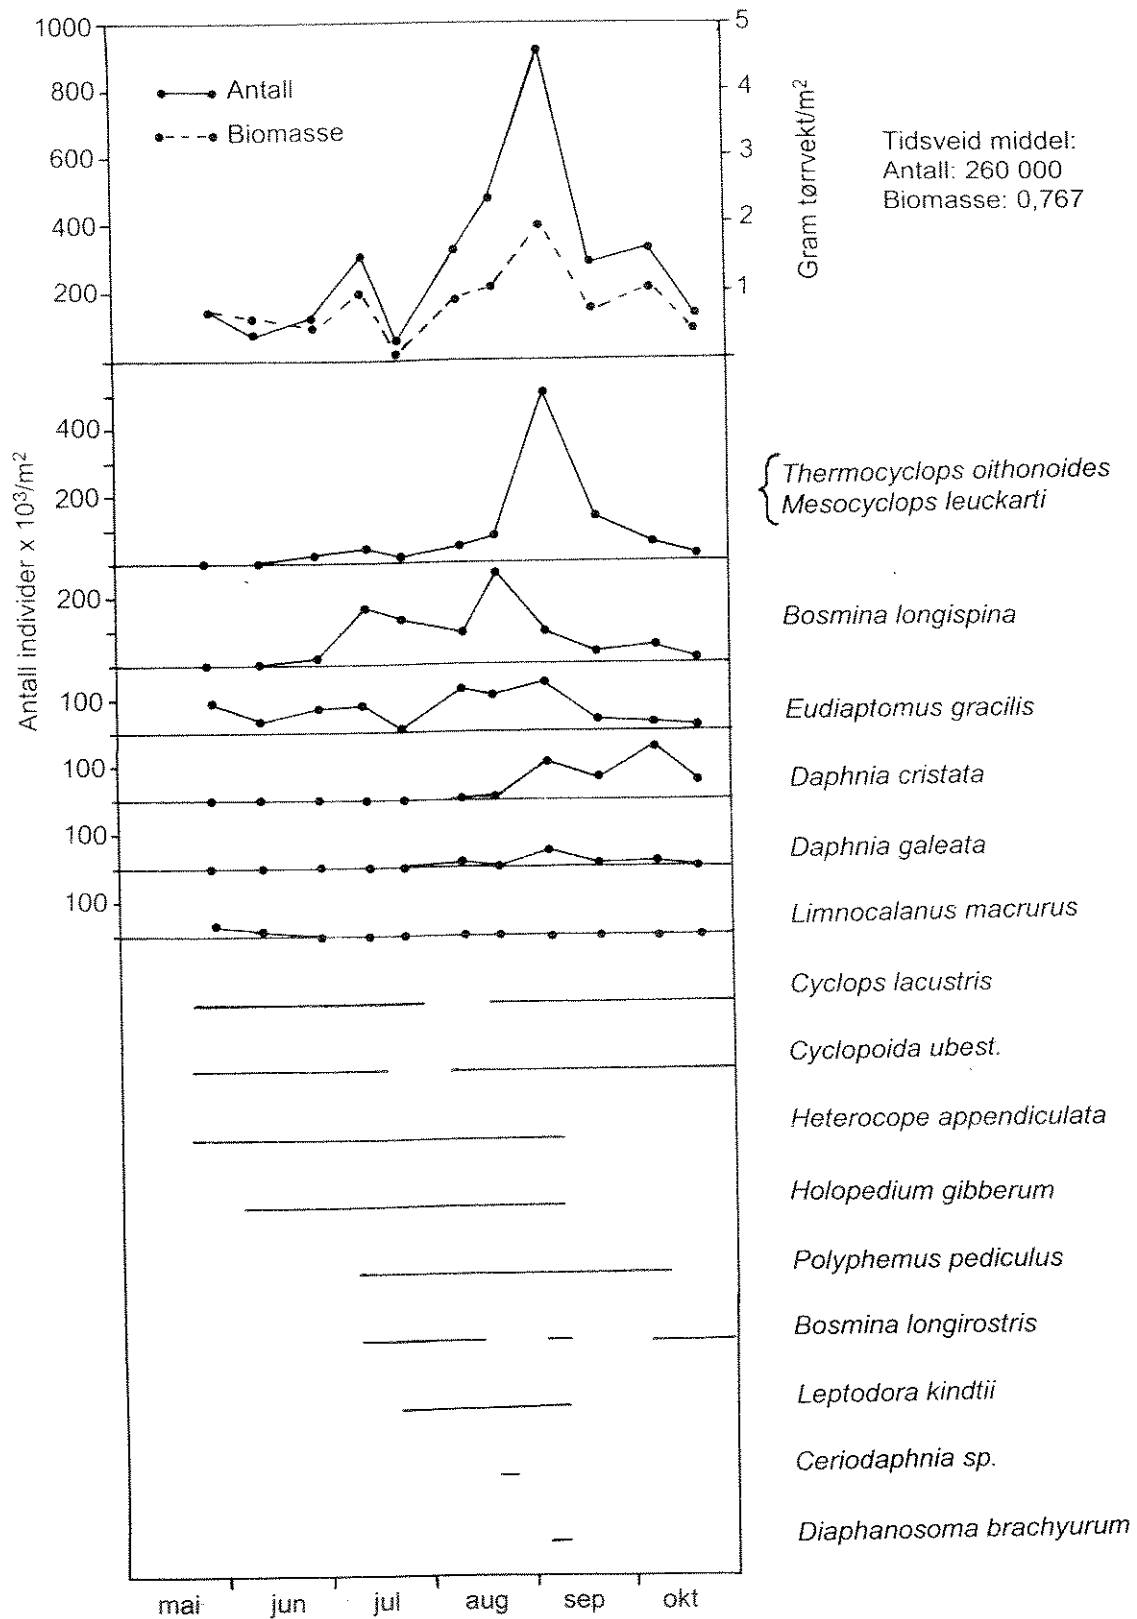 1000
800
600
400
200
Antall
Biomasse
5
4
3
2
1
Gram tørrvekt/m²
Tidsveid middel:
Antall: 260 000
Biomasse: 0,767
Antall individer x 10³/m²
400
200
Thermocyclops oithonoides
Mesocyclops leuckarti
200
Bosmina longispina
100
Eudiaptomus gracilis
100
Daphnia cristata
100
Daphnia galeata
100
Limnocalanus macrurus
Cyclops lacustris
Cyclopoida ubest.
Heterocope appendiculata
Holopedium gibberum
Polyphemus pediculus
Bosmina longirostris
Leptodora kindtii
Ceriodaphnia sp.
Diaphanosoma brachyurum
mai jun jul aug sep okt